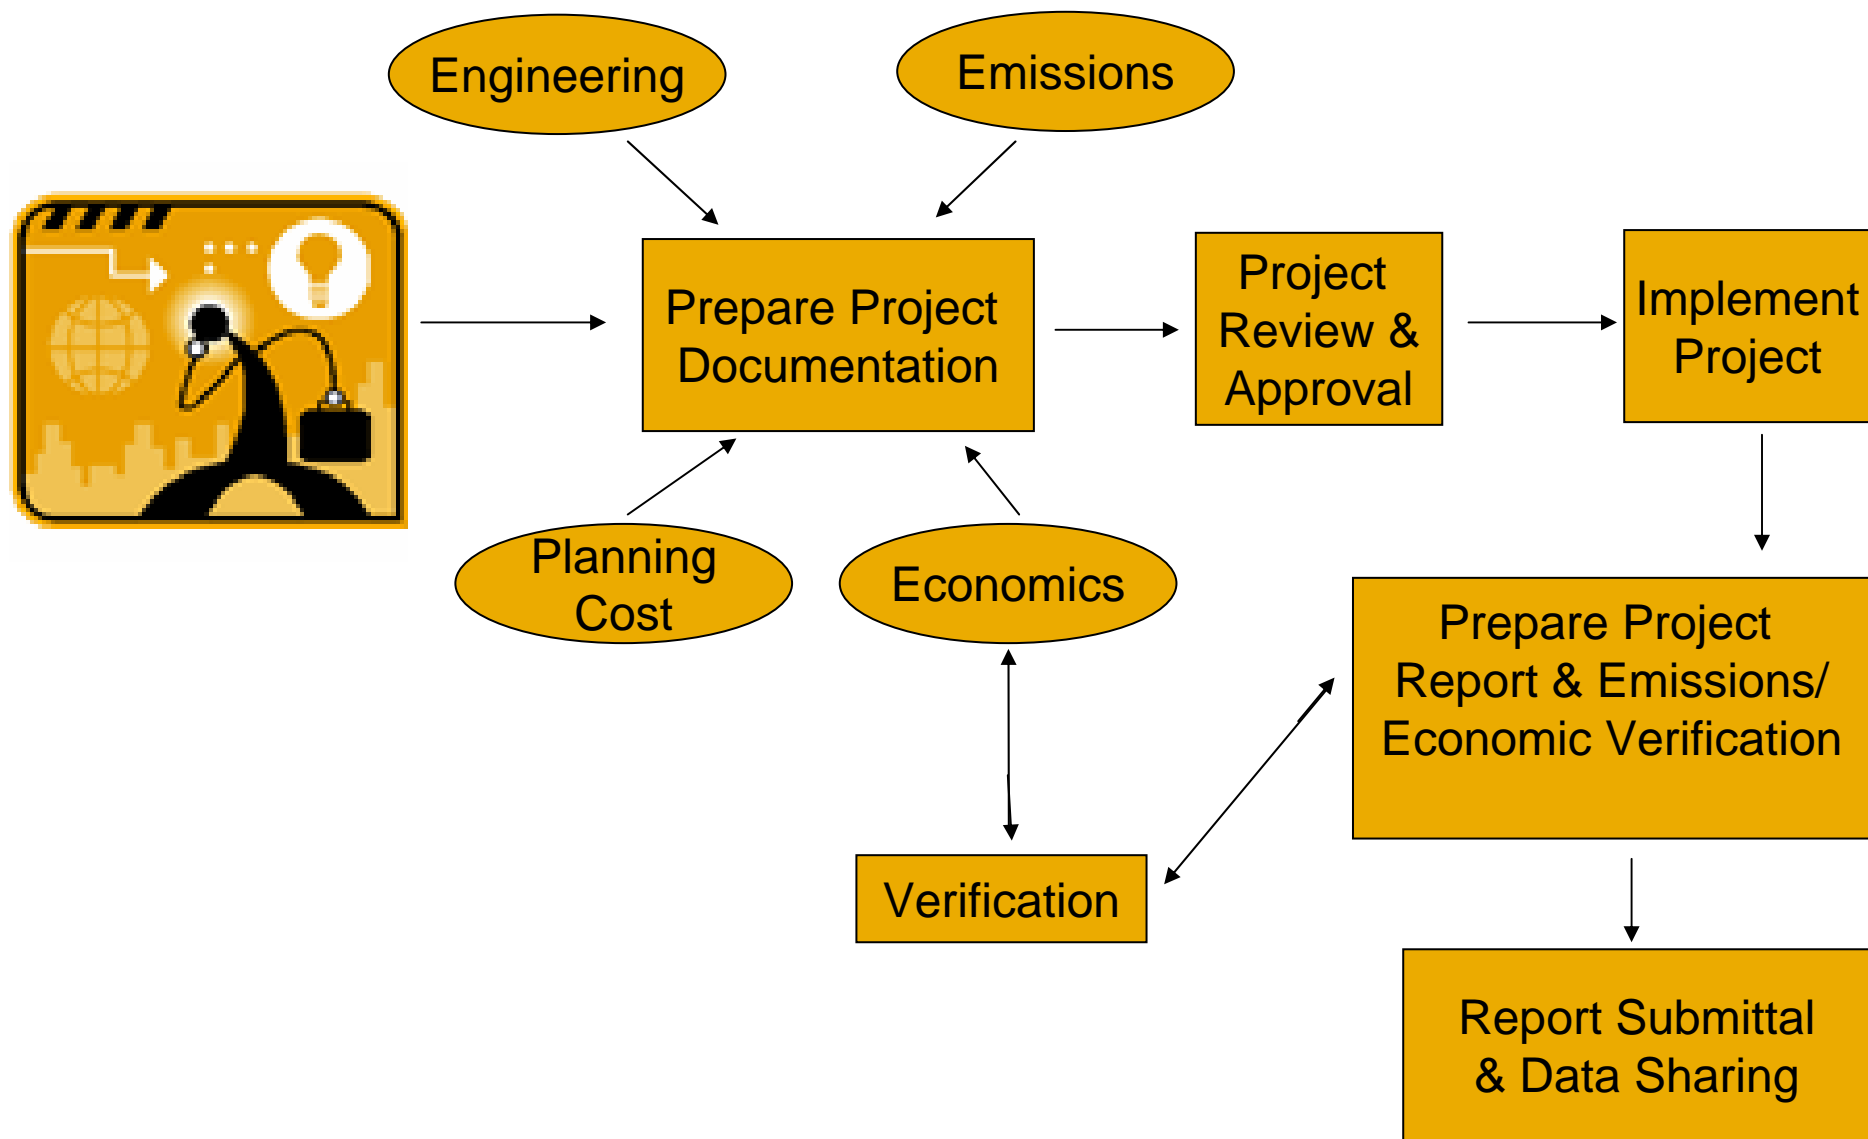 Engineering
Emissions
Prepare Project
Documentation
Project
Review &
Approval
Implement
Project
Planning
Cost
Economics
Prepare Project
Report & Emissions/
Economic Verification
Verification
Report Submittal
& Data Sharing